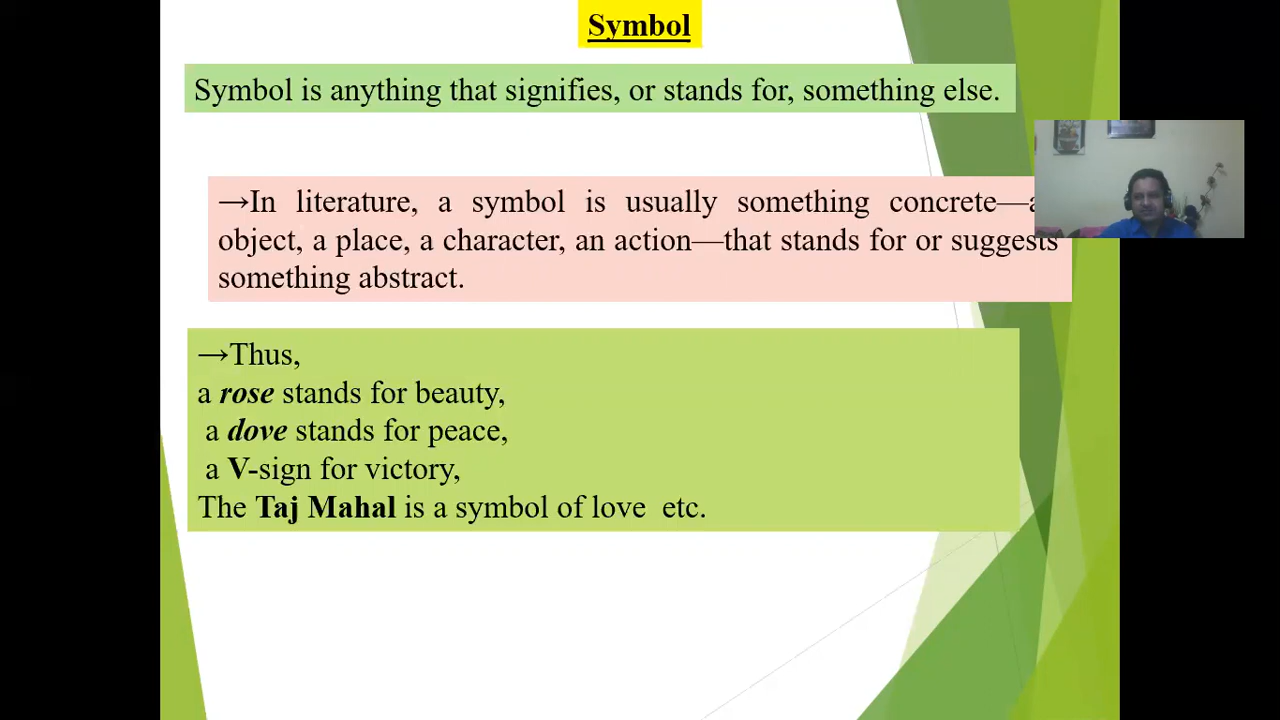 Symbol
Symbol is anything that signifies, or stands for, something else.
→In literature, a symbol is usually something concrete—
object, a place, a character, an action—that stands for or suggests
something abstract.
→Thus,
a rose stands for beauty,
a dove stands for peace,
a V-sign for victory,
The Taj Mahal is a symbol of love etc.